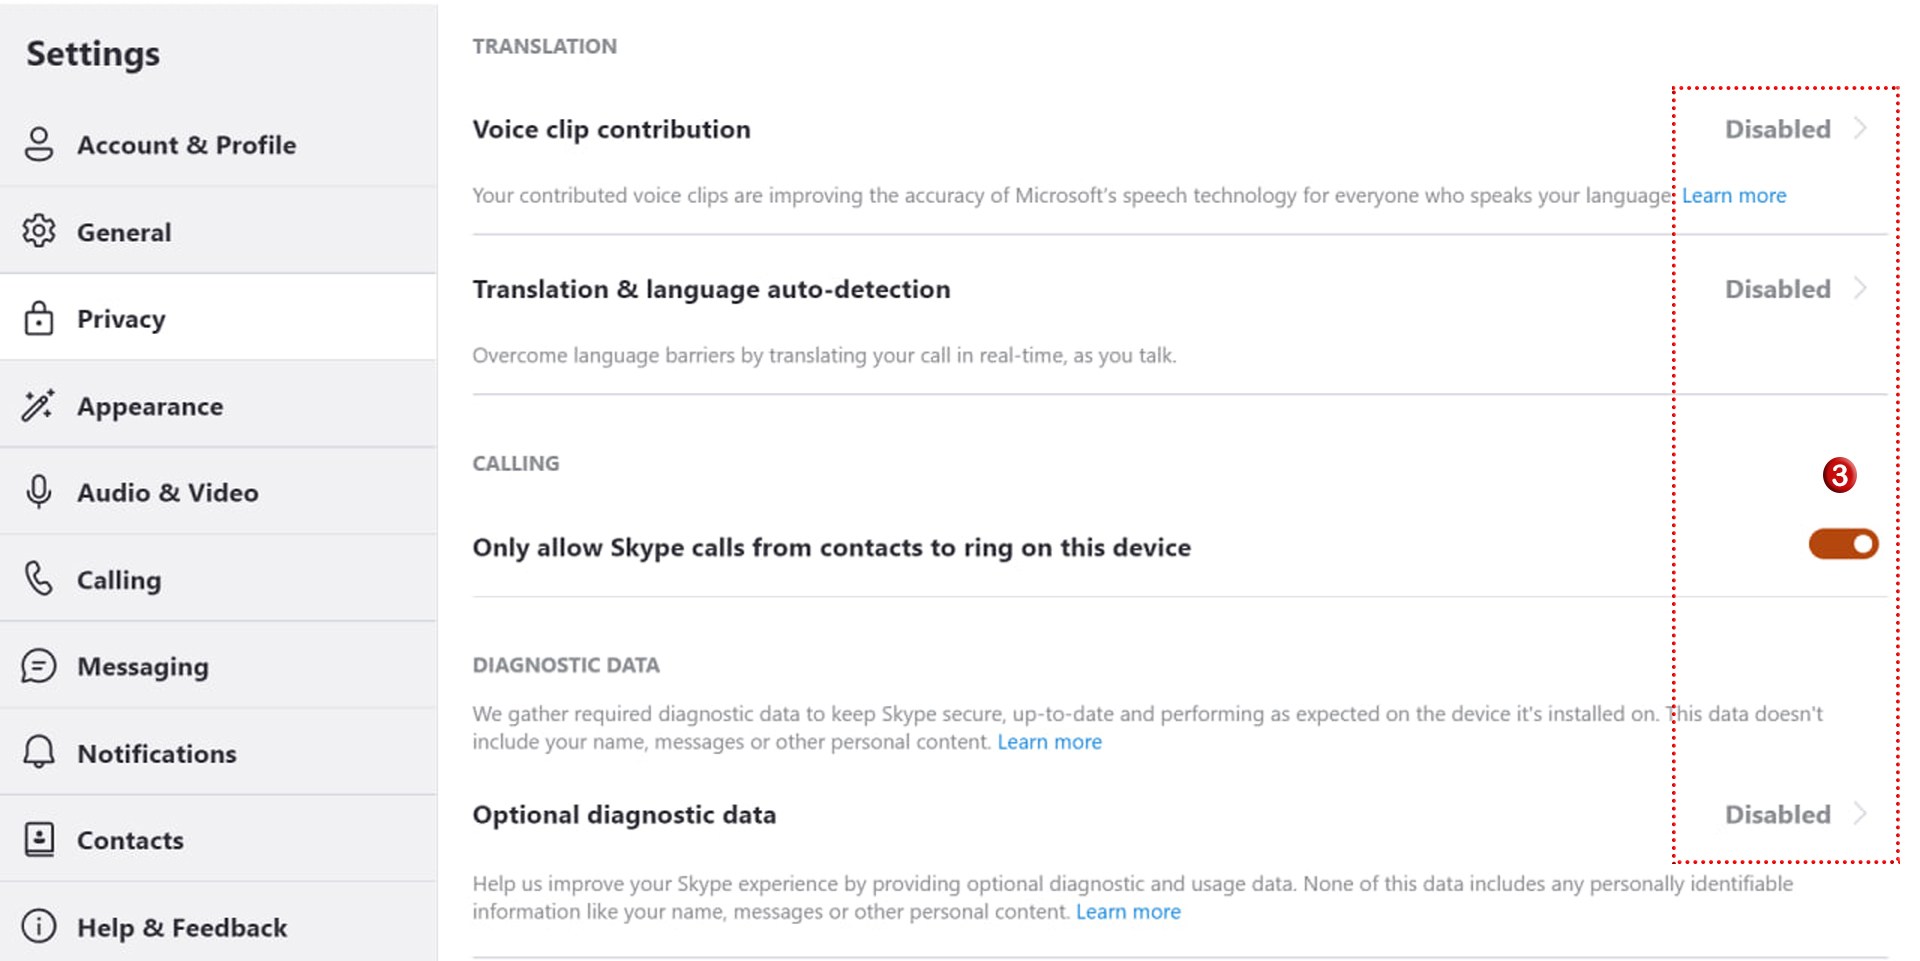 Settings
Account & Profile
General
Privacy
Appearance
Audio & Video
Calling
Messaging
Notifications
Contacts
Help & Feedback
TRANSLATION
Voice clip contribution
Disabled
Your contributed voice clips are improving the accuracy of Microsoft's speech technology for everyone who speaks your language. Learn more
Translation & language auto-detection
Disabled
Overcome language barriers by translating your call in real-time, as you talk.
CALLING
3
Only allow Skype calls from contacts to ring on this device
DIAGNOSTIC DATA
We gather required diagnostic data to keep Skype secure, up-to-date and performing as expected on the device it's installed on. This data doesn't
include your name, messages or other personal content. Learn more
Optional diagnostic data
Disabled
Help us improve your Skype experience by providing optional diagnostic and usage data. None of this data includes any personally identifiable
information like your name, messages or other personal content. Learn more